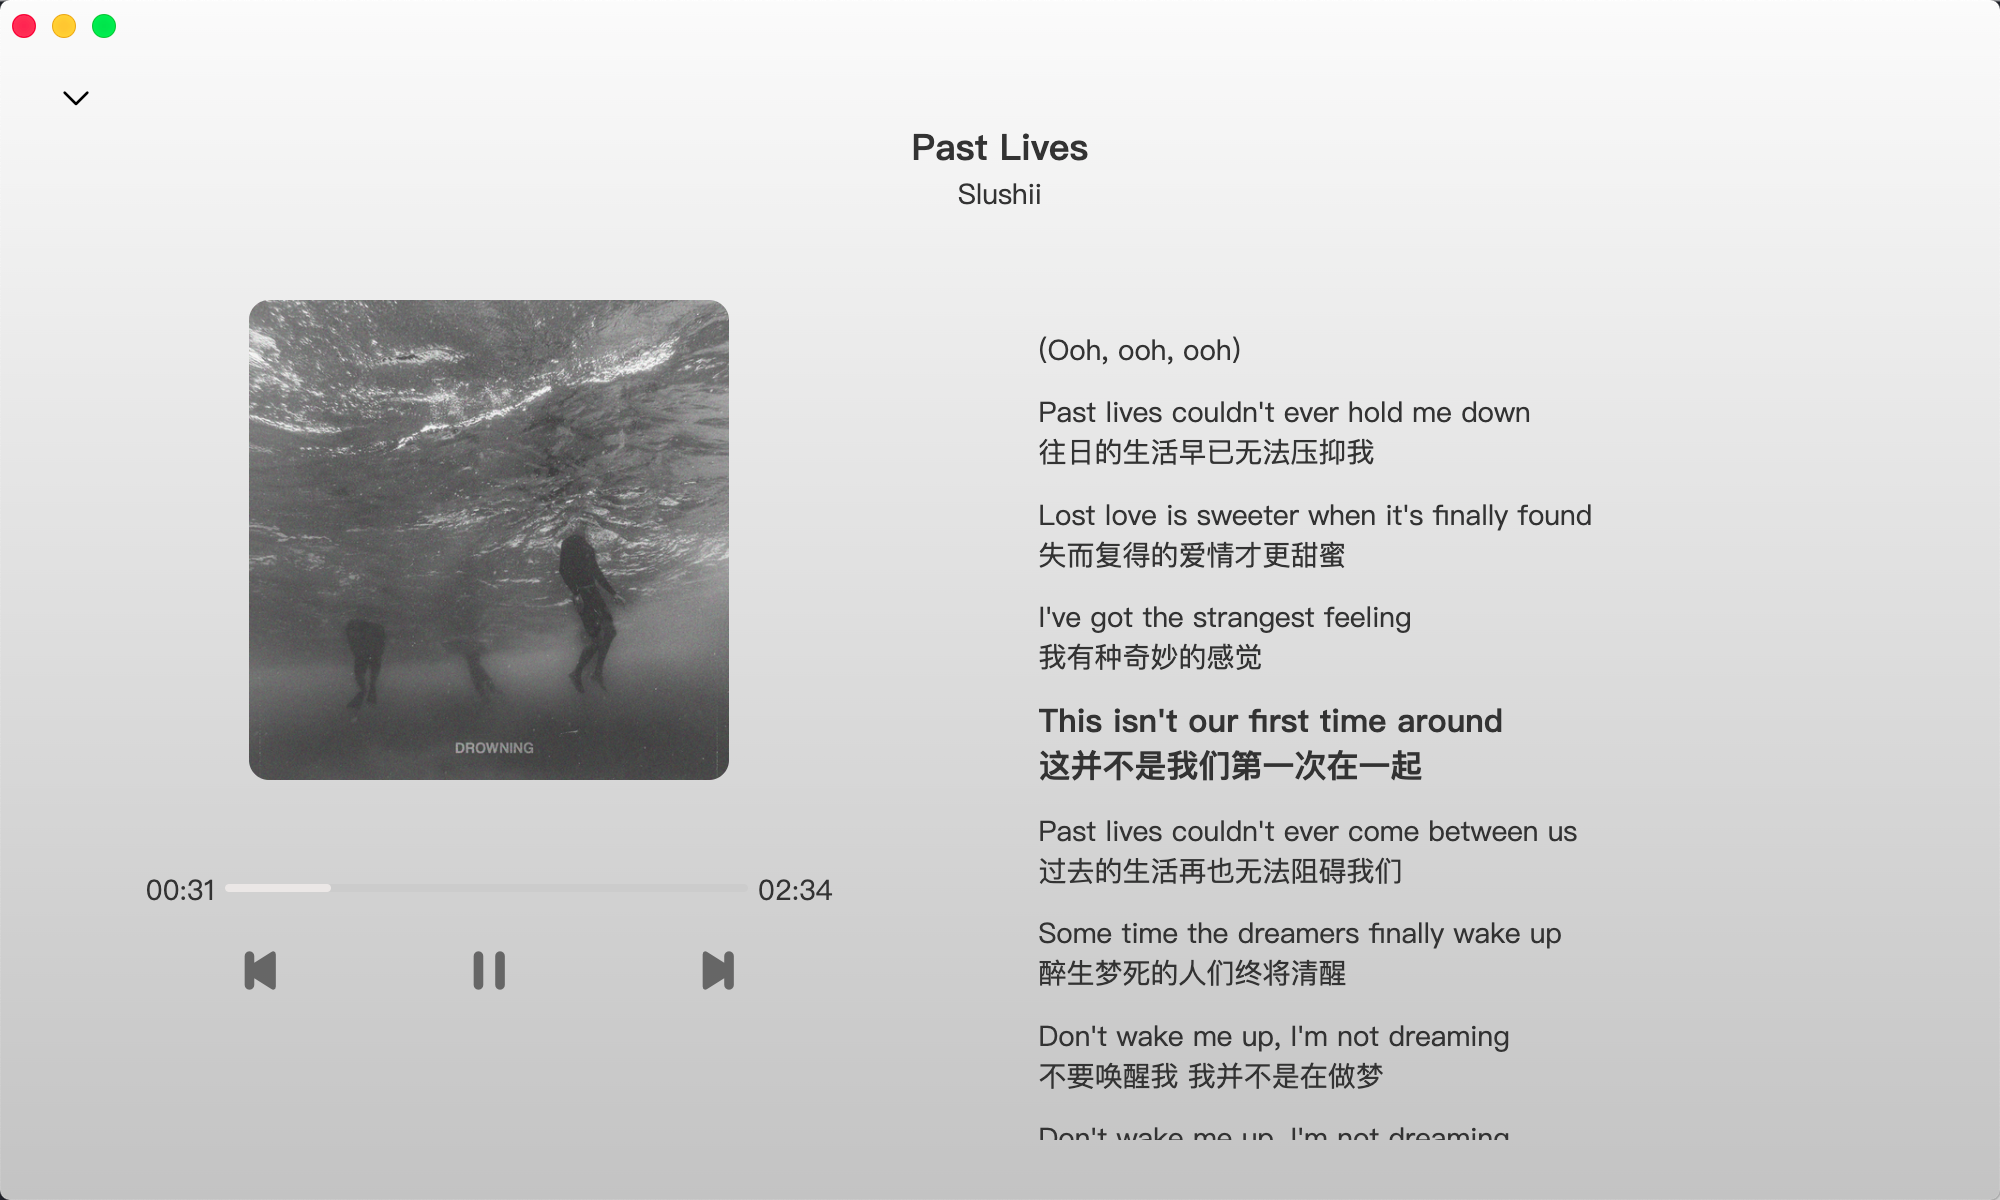 Past Lives
Slushii
DROWNING
00:31
02:34
(Ooh, ooh, ooh)
Past lives couldn't ever hold me down
往日的生活早已无法压抑我
Lost love is sweeter when it's finally found
失而复得的爱情才更甜蜜
I've got the strangest feeling
我有种奇妙的感觉
This isn't our first time around
这并不是我们第一次在一起
Past lives couldn't ever come between us
过去的生活再也无法阻碍我们
Some time the dreamers finally wake up
醉生梦死的人们终将清醒
Don't wake me up, I'm not dreaming
不要唤醒我 我并不是在做梦
Don't wake me up, I'm not dreaming